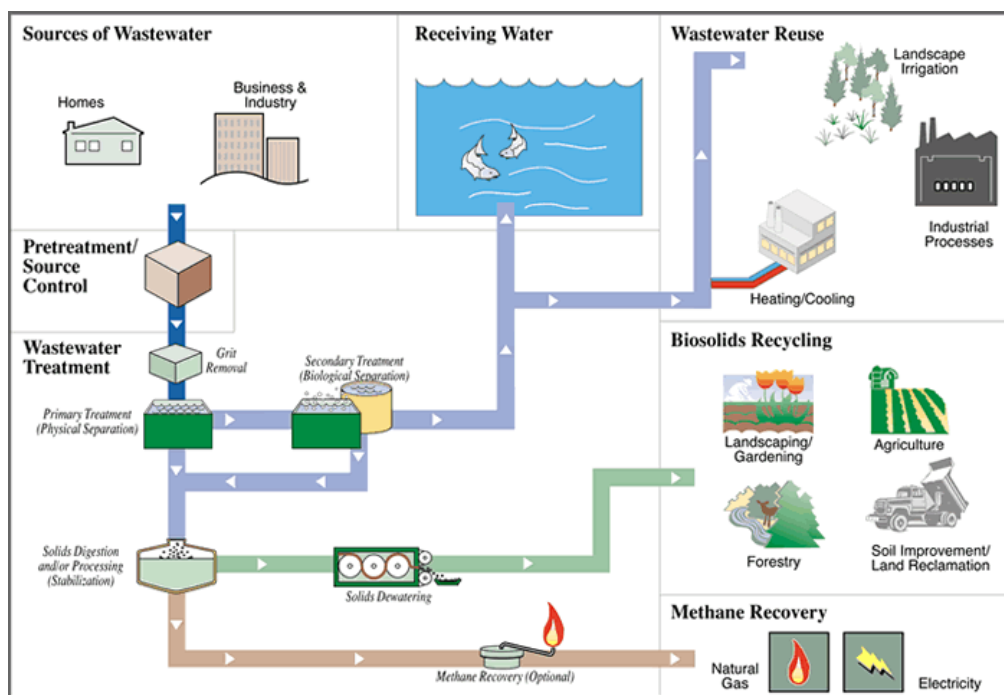 Sources of Wastewater
Homes
Business &
Industry
Receiving Water
Wastewater Reuse
Landscape
Irrigation
Industrial
Processes
Heating/Cooling
Pretreatment/
Source
Control
Wastewater
Treatment
Grit
Removal
Secondary Treatment
(Biological Separation)
Primary Treatment
(Physical Separation)
Solids Digestion
and/or Processing
(Stabilization)
Solids Dewatering
Methane Recovery (Optional)
Biosolids Recycling
Landscaping/
Gardening
Agriculture
Forestry
Soil Improvement/
Land Reclamation
Methane Recovery
Natural
Gas
Electricity